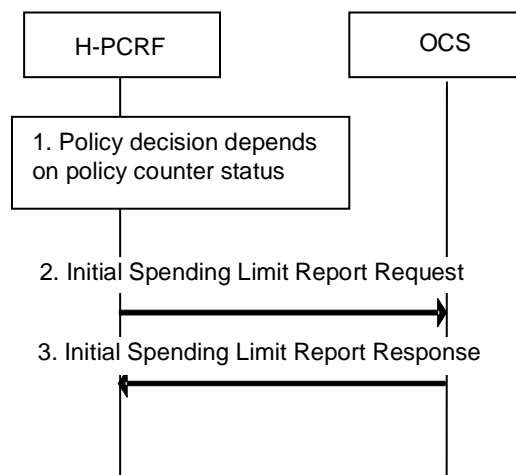 H-PCRF
OCS
1. Policy decision depends
on policy counter status
2. Initial Spending Limit Report Request
3. Initial Spending Limit Report Response